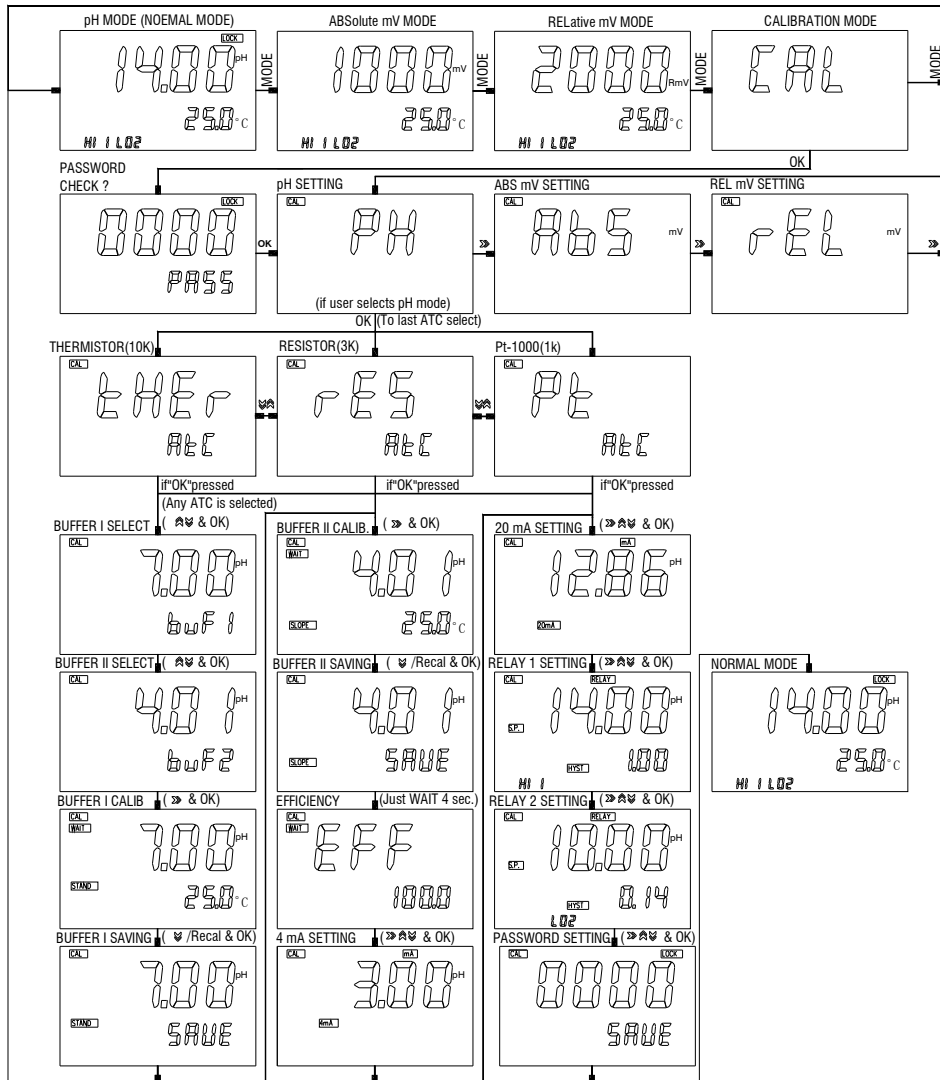 pH MODE (NOEMAL MODE)
LOCK
14.00 pH
25.0°C
HI 1 LO2
MODE
ABSolute mV MODE
1000 mV
25.0°C
HI 1 LO2
MODE
RELative mV MODE
2000 RmV
25.0°C
HI 1 LO2
MODE
CALIBRATION MODE
CAL
MODE
OK
PASSWORD
CHECK ?
LOCK
0000
PASS
OK
pH SETTING
CAL
PH
(if user selects pH mode)
»
ABS mV SETTING
CAL
AbS mV
»
REL mV SETTING
CAL
rEL mV
»
OK (To last ATC select)
THERMISTOR(10K)
CAL
tHEr
AtC
RESISTOR(3K)
CAL
rES
AtC
Pt-1000(1k)
CAL
Pt
AtC
if"OK"pressed
if"OK"pressed
if"OK"pressed
(Any ATC is selected)
BUFFER I SELECT ( & OK)
CAL
7.00 pH
buF1
BUFFER II SELECT ( & OK)
CAL
4.01 pH
buF2
BUFFER I CALIB ( » & OK)
CAL
WAIT
7.00 pH
STAND
25.0°C
BUFFER I SAVING ( /Recal & OK)
CAL
7.00 pH
STAND
SAVE
BUFFER II CALIB. ( » & OK)
CAL
WAIT
4.01 pH
SLOPE
25.0°C
BUFFER II SAVING ( /Recal & OK)
CAL
4.01 pH
SLOPE
SAVE
EFFICIENCY (Just WAIT 4 sec.)
CAL
WAIT
EFF
100.0
4 mA SETTING ( & OK)
CAL
mA
3.00 pH
4mA
20 mA SETTING ( & OK)
CAL
mA
12.86 pH
20mA
RELAY 1 SETTING ( & OK)
CAL
RELAY
14.00 pH
S.P.
HYST
1.00
HI 1
RELAY 2 SETTING ( & OK)
CAL
RELAY
10.00 pH
S.P.
HYST
0.14
LO2
PASSWORD SETTING ( & OK)
CAL
LOCK
0000
SAVE
NORMAL MODE
LOCK
14.00 pH
25.0°C
HI 1 LO2